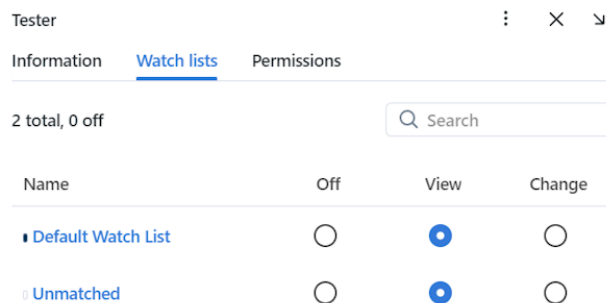 Tester
Information Watch lists Permissions
2 total, 0 off
Search
Name Off View Change
Default Watch List
Unmatched